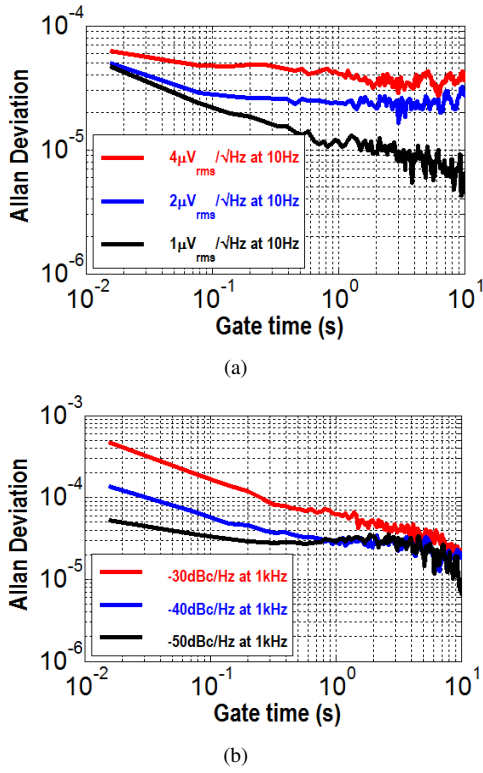 10^-4
10^-5
10^-6
Allan Deviation
4μV_rms/√Hz at 10Hz
2μV_rms/√Hz at 10Hz
1μV_rms/√Hz at 10Hz
10^-2 10^-1 10^0 10^1
Gate time (s)
(a)
10^-3
10^-4
10^-5
10^-6
Allan Deviation
-30dBc/Hz at 1kHz
-40dBc/Hz at 1kHz
-50dBc/Hz at 1kHz
10^-2 10^-1 10^0 10^1
Gate time (s)
(b)